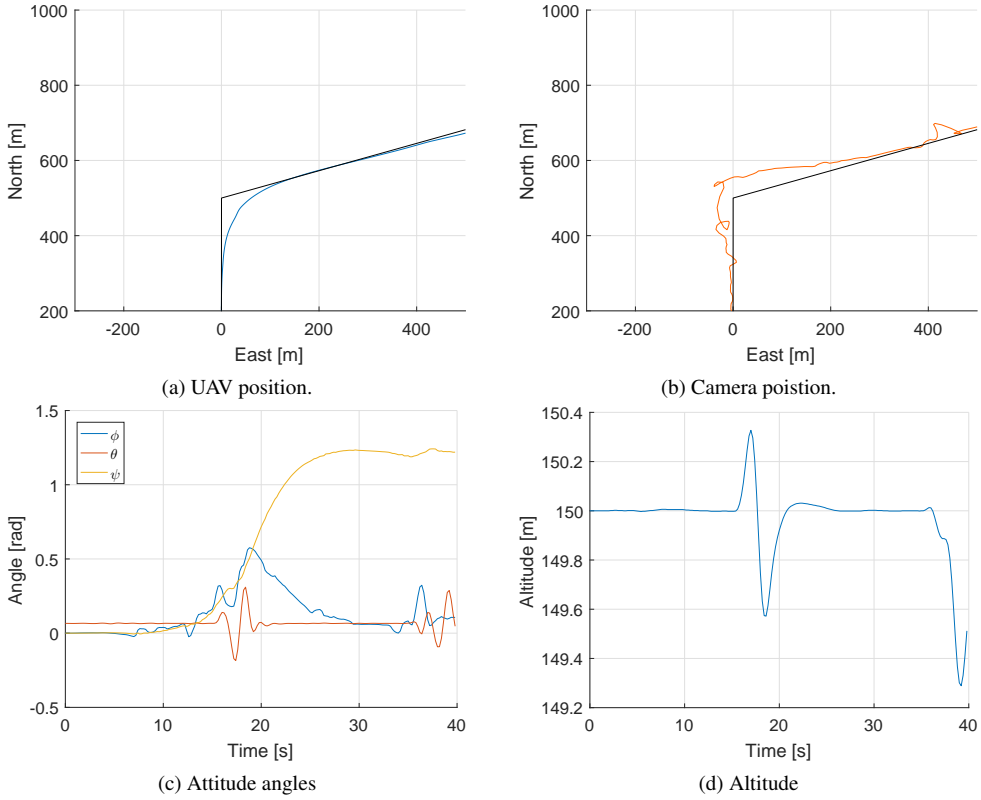 1000
800
600
400
200
North [m]
-200
0
200
400
East [m]
(a) UAV position.
1000
800
600
400
200
North [m]
-200
0
200
400
East [m]
(b) Camera poistion.
1.5
1
0.5
0
-0.5
Angle [rad]
ϕ
θ
ψ
0
10
20
30
40
Time [s]
(c) Attitude angles
150.4
150.2
150
149.8
149.6
149.4
149.2
Altitude [m]
0
10
20
30
40
Time [s]
(d) Altitude